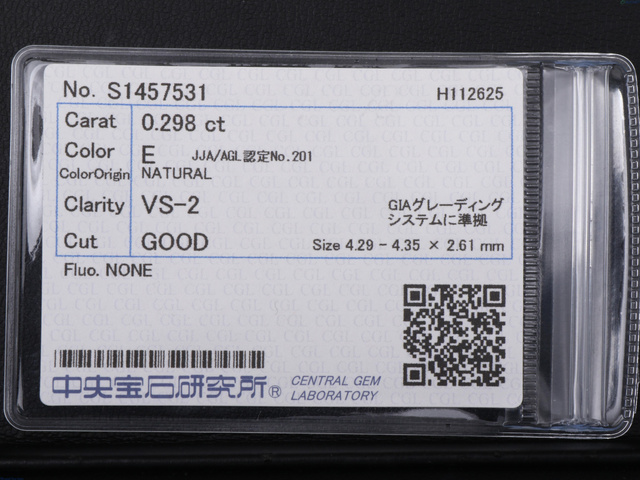 No. S1457531 H112625
Carat 0.298 ct
Color E JJA/AGL認定No.201
ColorOrigin NATURAL
Clarity VS-2 GIAグレーディング
システムに準拠
Cut GOOD Size 4.29 - 4.35 × 2.61 mm
Fluo. NONE
中央宝石研究所® CENTRAL GEM
LABORATORY